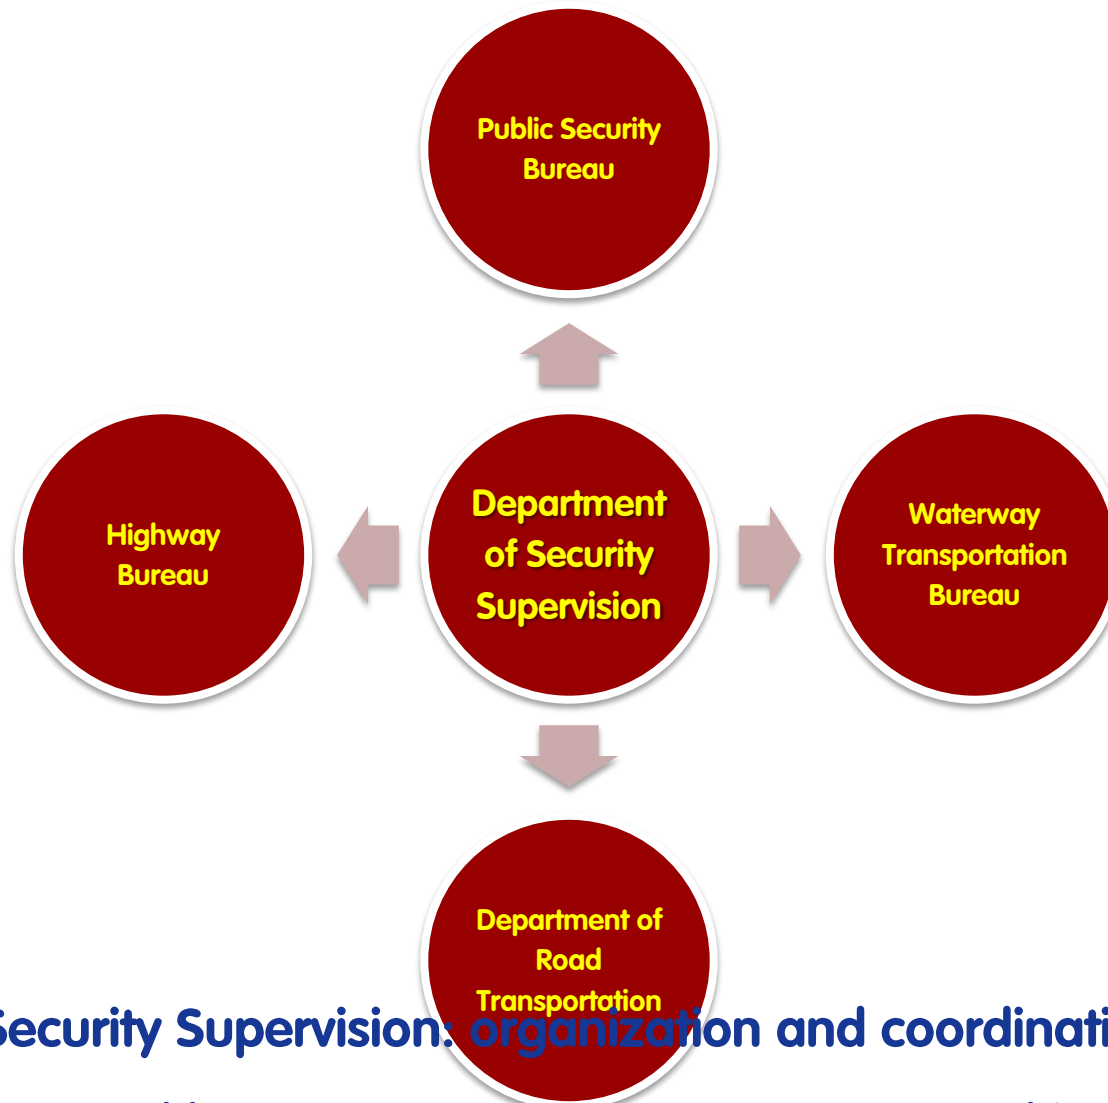 Public Security
Bureau
Highway
Bureau
Department
of Security
Supervision
Waterway
Transportation
Bureau
Department of
Road
Transportation
Security Supervision: organization and